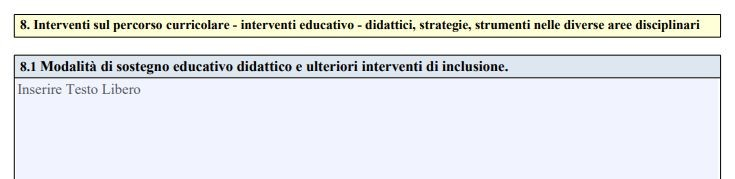 8. Interventi sul percorso curricolare - interventi educativo - didattici, strategie, strumenti nelle diverse aree disciplinari
8.1 Modalità di sostegno educativo didattico e ulteriori interventi di inclusione.
Inserire Testo Libero